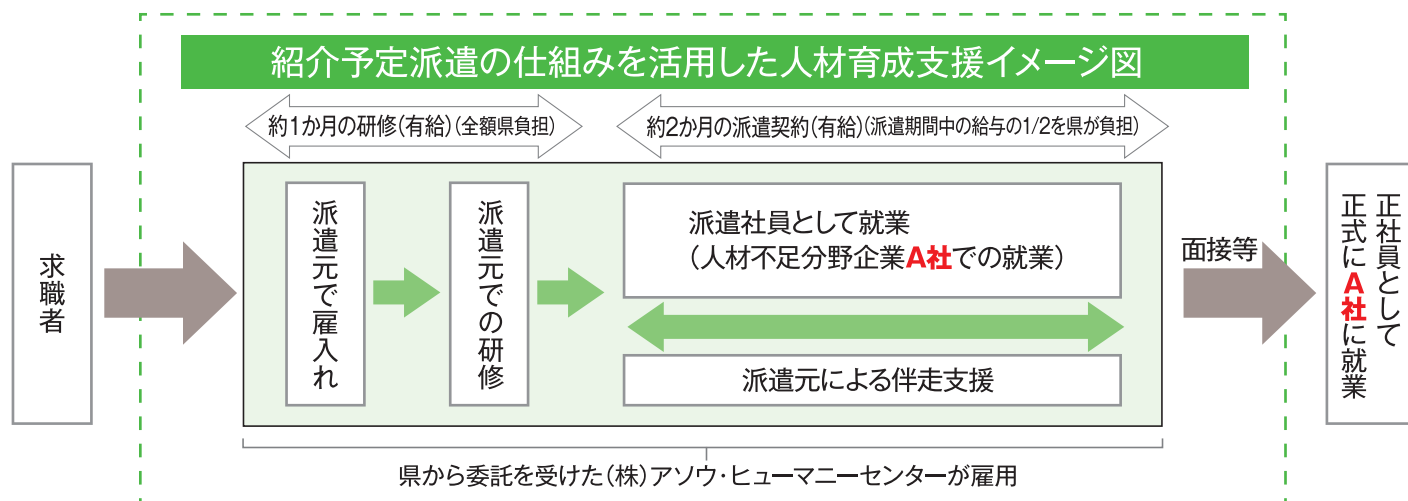 紹介予定派遣の仕組みを活用した人材育成支援イメージ図
約1か月の研修(有給)(全額県負担)
約2か月の派遣契約(有給)(派遣期間中の給与の1/2を県が負担)
求職者
派遣元で雇入れ
派遣元での研修
派遣社員として就業
(人材不足分野企業A社での就業)
派遣元による伴走支援
面接等
正社員として
正式にA社に就業
県から委託を受けた(株)アソウ・ヒューマニーセンターが雇用